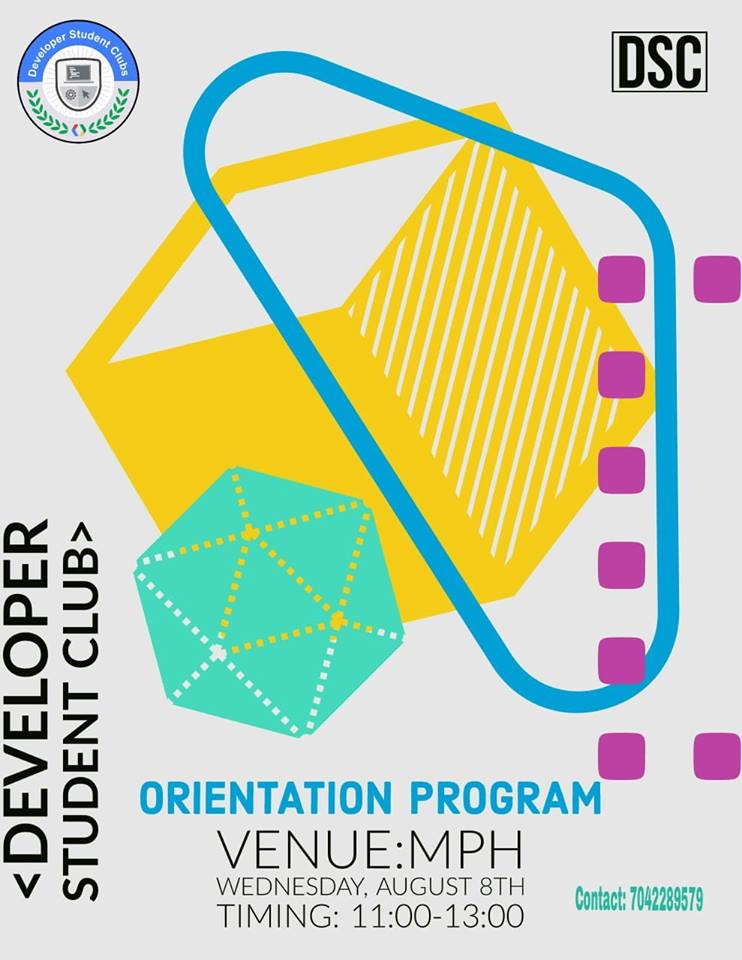 Developer Student Clubs
DSC
<DEVELOPER
STUDENT CLUB>
ORIENTATION PROGRAM
VENUE:MPH
WEDNESDAY, AUGUST 8TH
TIMING: 11:00-13:00
Contact: 7042289579